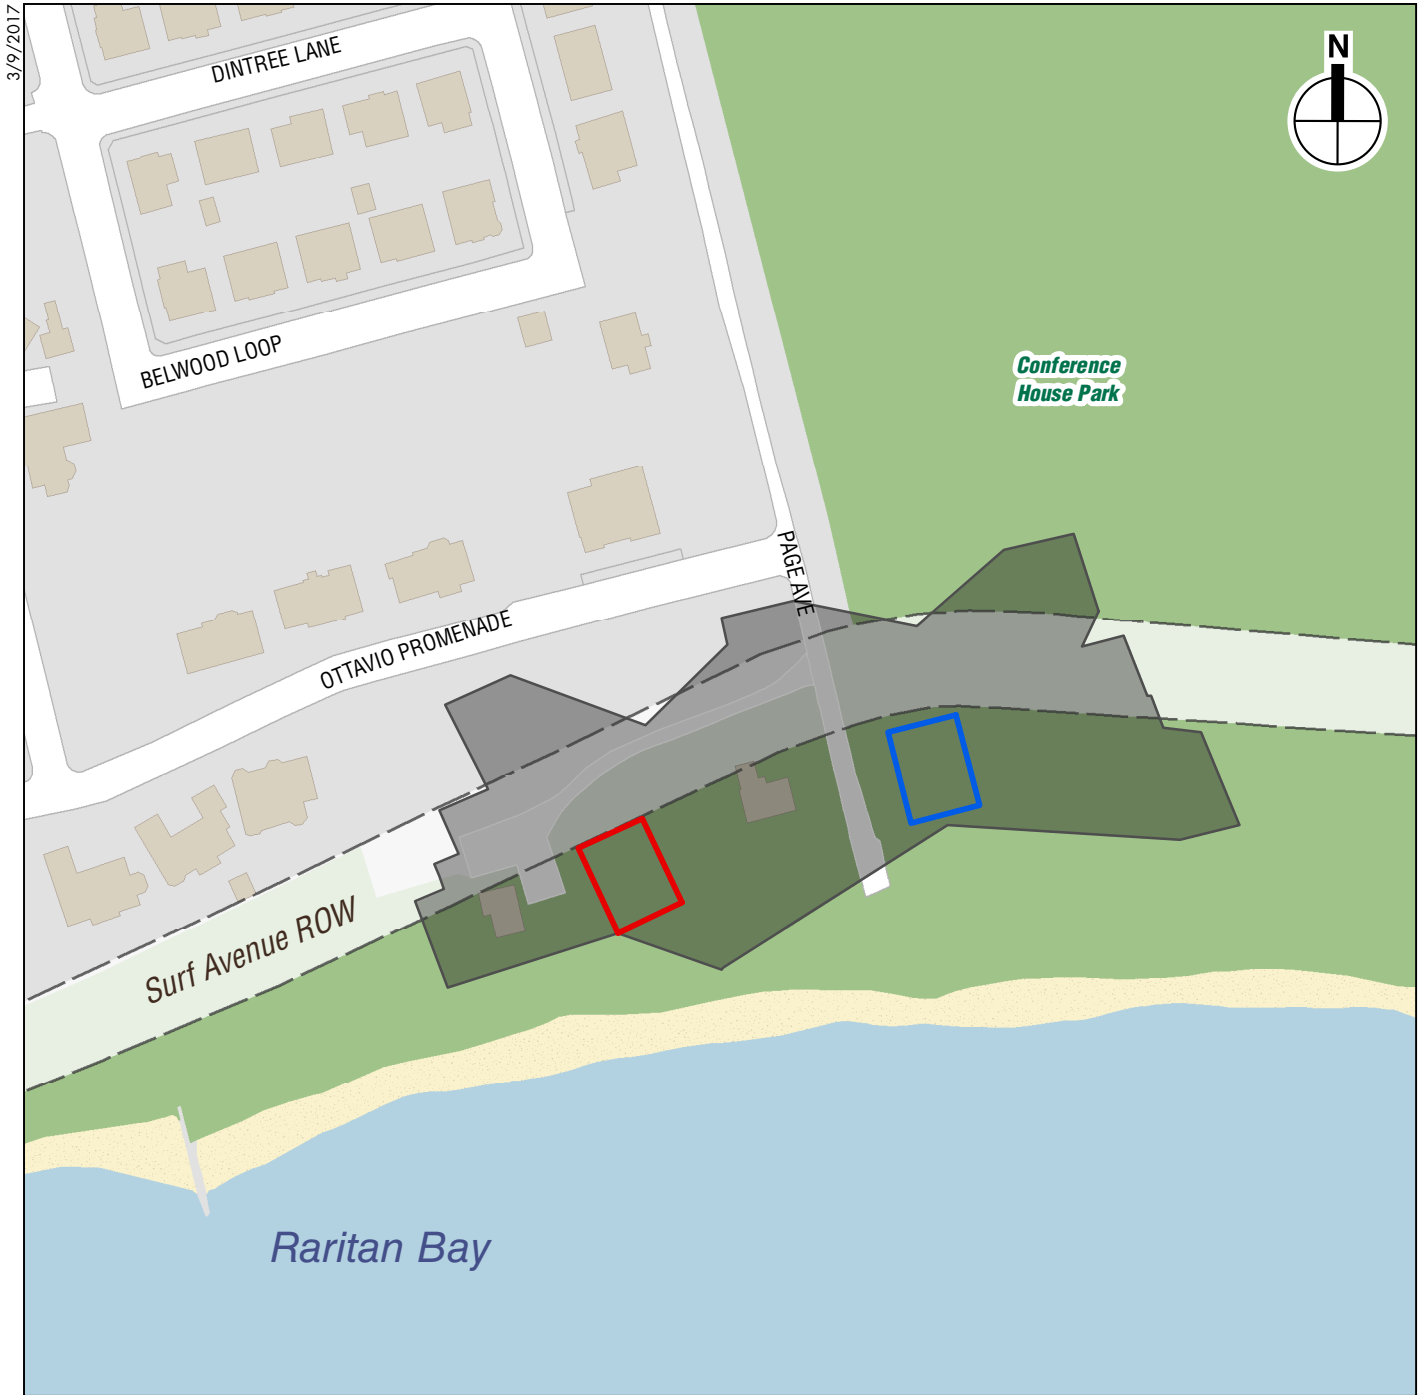 3/9/2017
N
DINTREE LANE
BELWOOD LOOP
Conference
House Park
PAGE AVE
OTTAVIO PROMENADE
Surf Avenue ROW
Raritan Bay